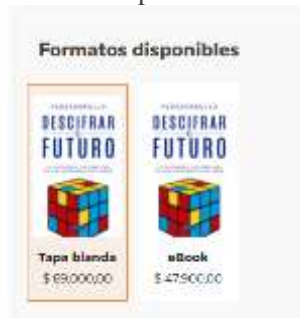 Formatos disponibles
DESCIFRAR
FUTURO
DESCIFRAR
FUTURO
Tapa blanda
eBook
$ 69.000,00
$ 47.900,00